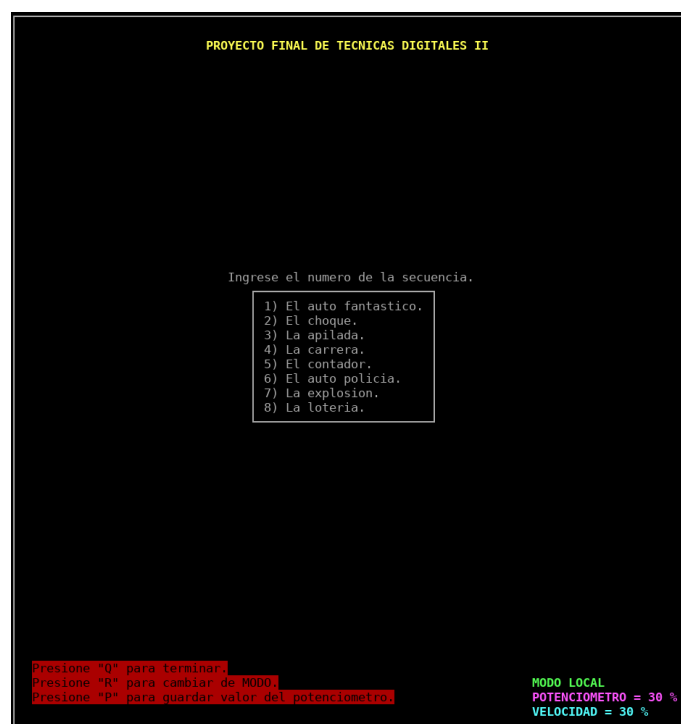 PROYECTO FINAL DE TECNICAS DIGITALES II
Ingrese el numero de la secuencia.
1) El auto fantastico.
2) El choque.
3) La apilada.
4) La carrera.
5) El contador.
6) El auto policia.
7) La explosion.
8) La loteria.
Presione "Q" para terminar.
Presione "R" para cambiar de MODO.
Presione "P" para guardar valor del potenciometro.
MODO LOCAL
POTENCIOMETRO = 30 %
VELOCIDAD = 30 %